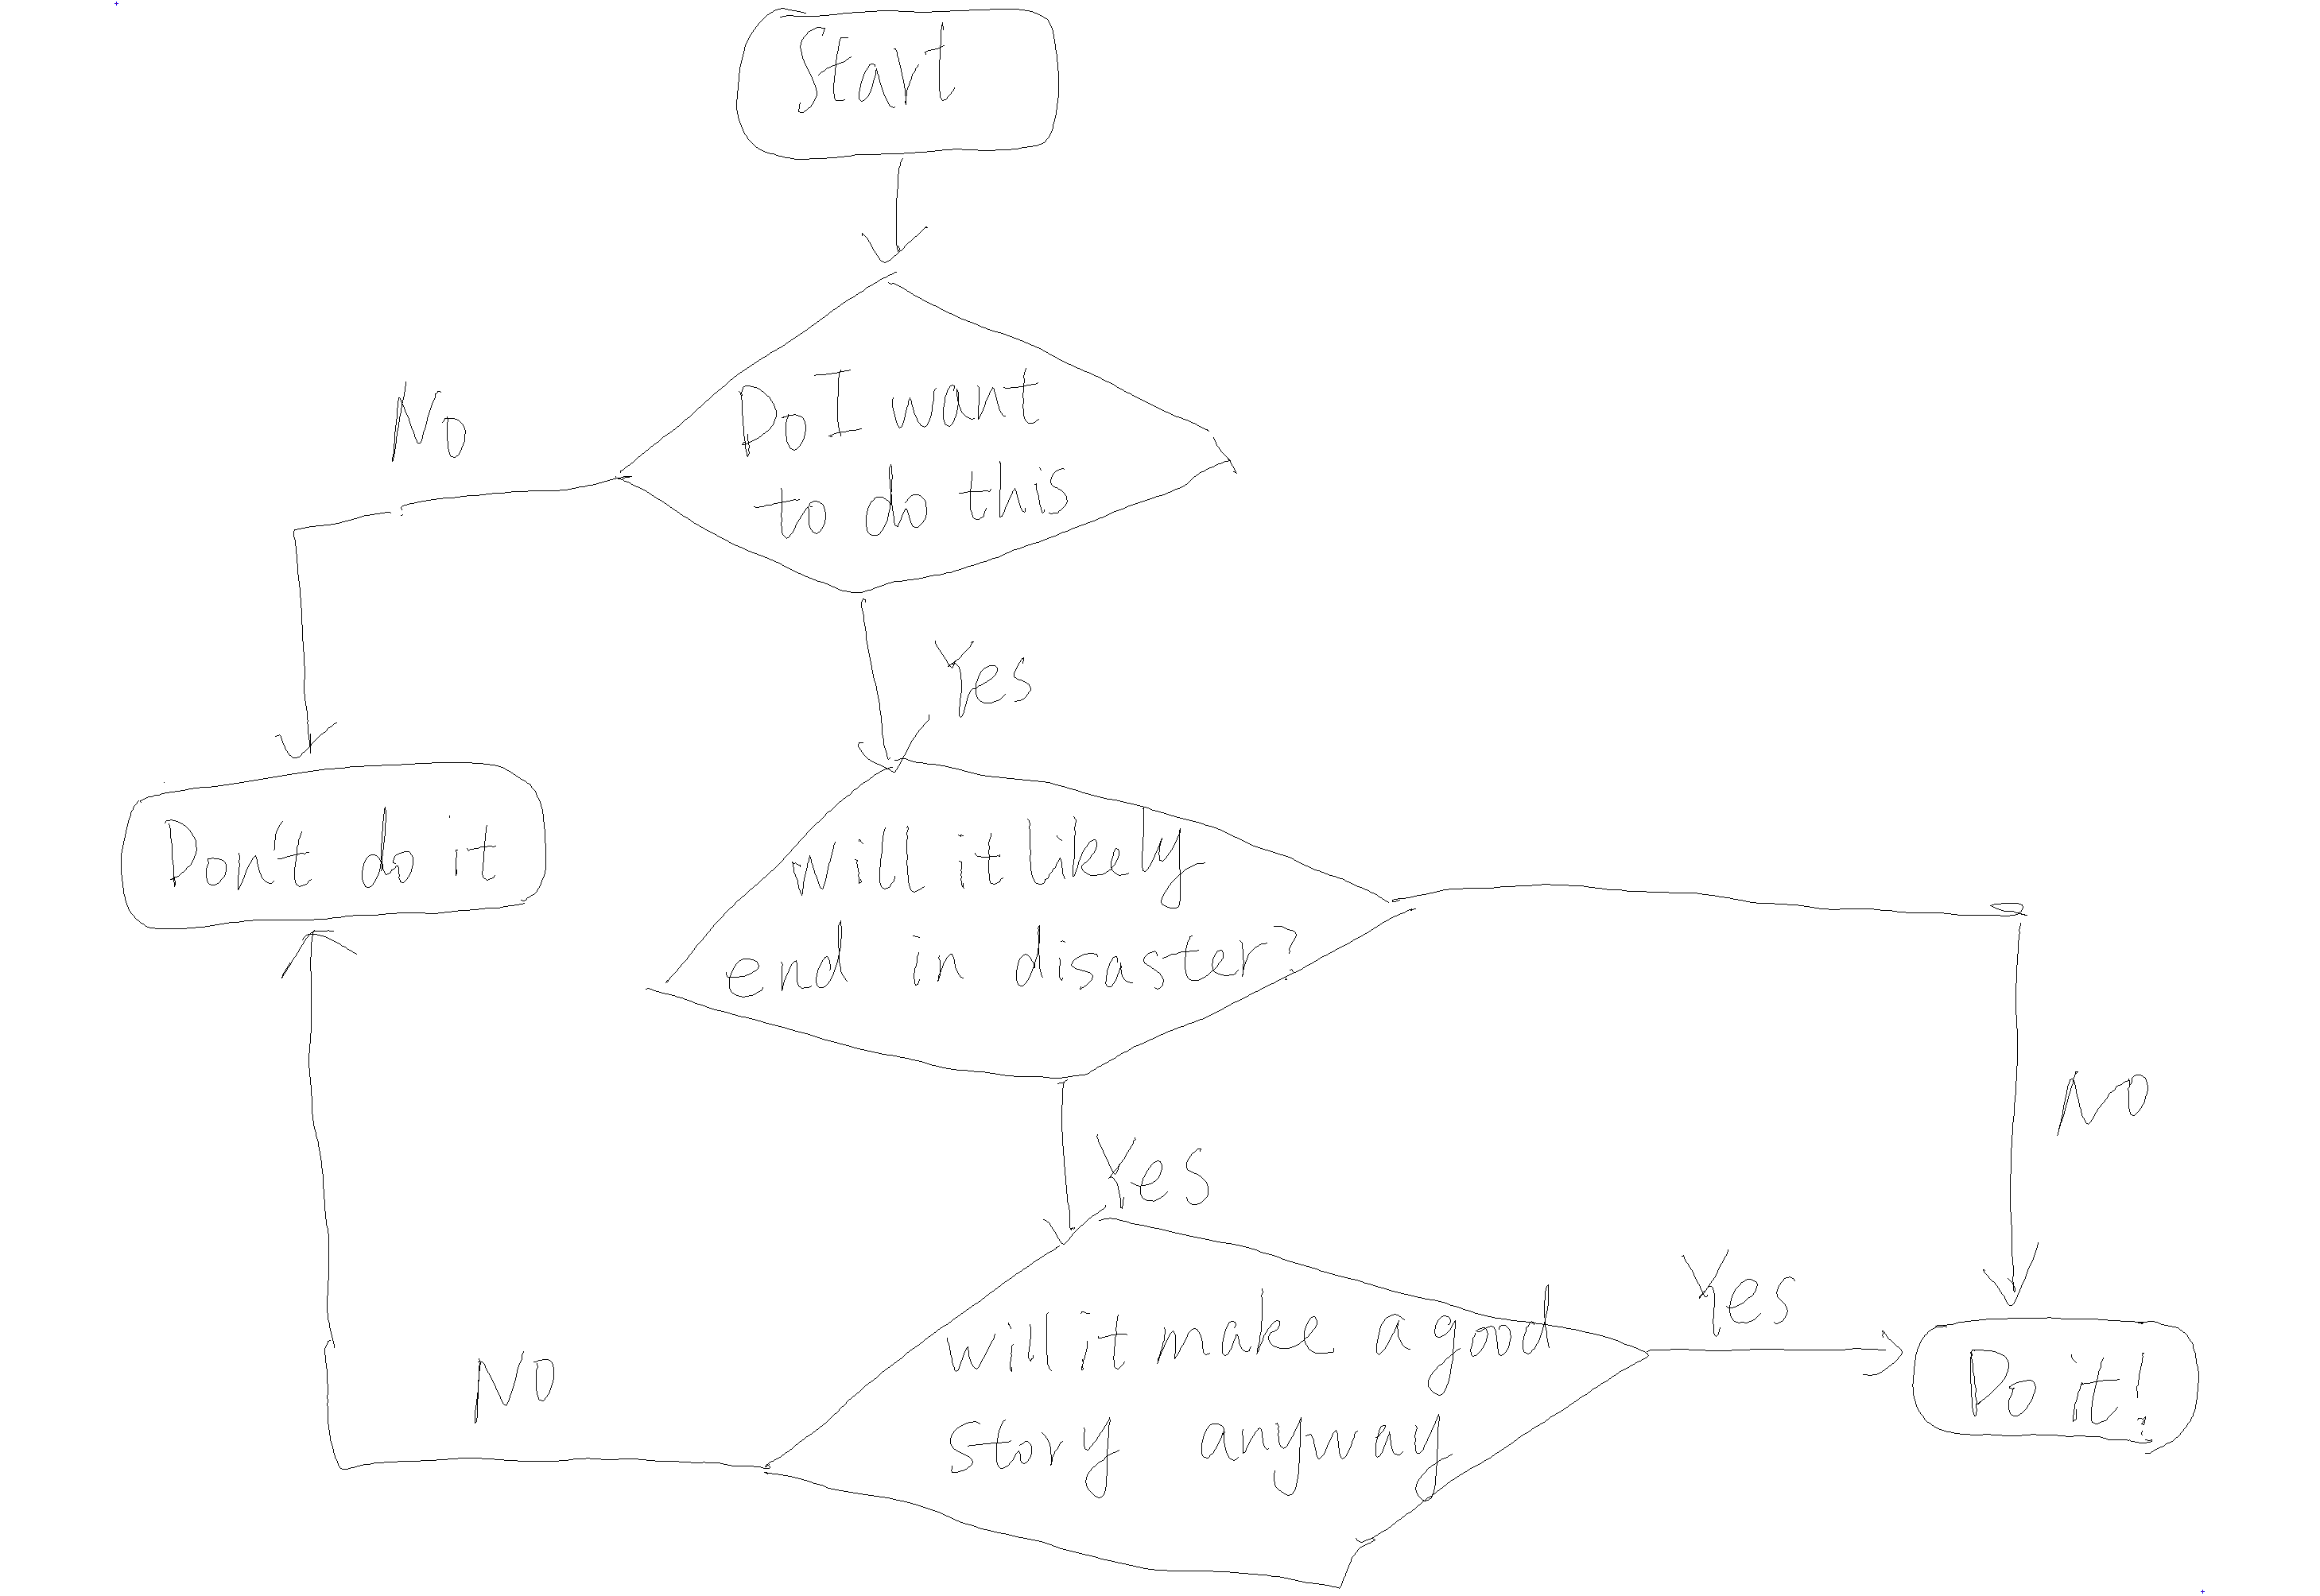 Start
No
Do I want
to do this
Yes
Don't do it
will it likely
end in disaster?
No
Yes
Yes
will it make a good
story anyway
No
Do it!